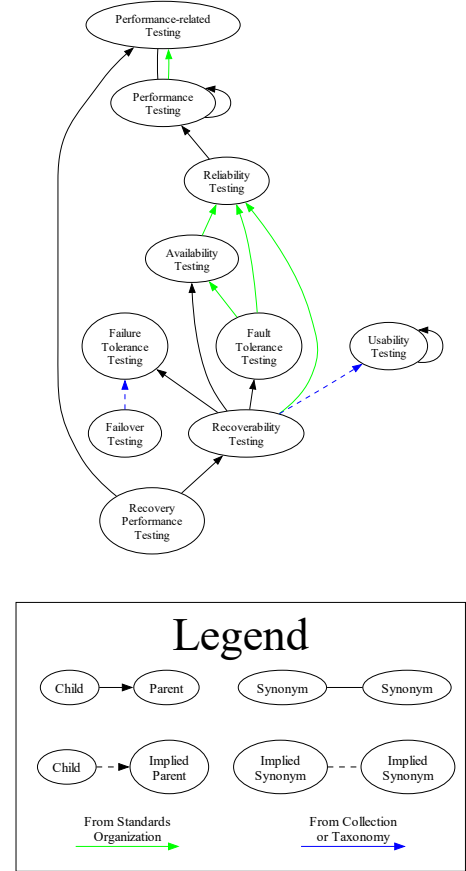 Performance-related
Testing
Performance
Testing
Reliability
Testing
Availability
Testing
Failure
Tolerance
Testing
Fault
Tolerance
Testing
Usability
Testing
Failover
Testing
Recoverability
Testing
Recovery
Performance
Testing
Legend
Child
Parent
Synonym
Synonym
Child
Implied
Parent
Implied
Synonym
Implied
Synonym
From Standards
Organization
From Collection
or Taxonomy